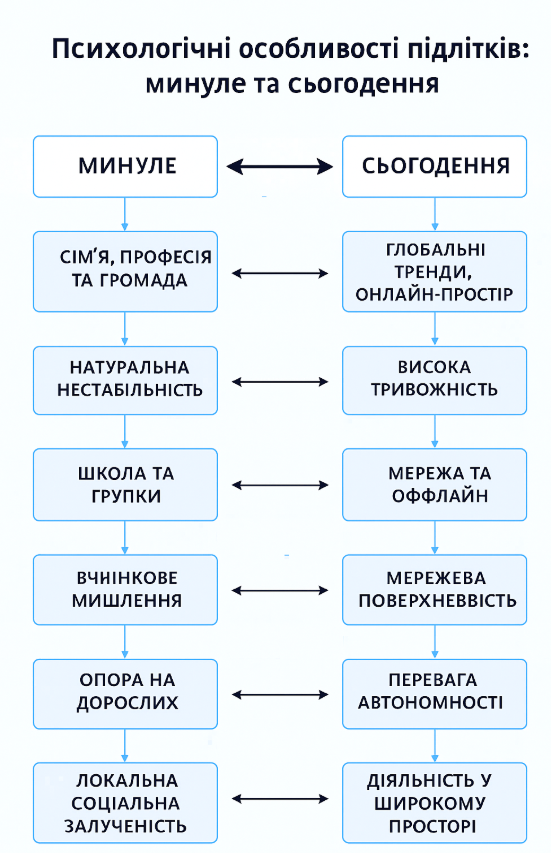 Психологічні особливості підлітків:
минуле та сьогодення
МИНУЛЕ
СЬОГОДЕННЯ
СІМ’Я, ПРОФЕСІЯ
ТА ГРОМАДА
ГЛОБАЛЬНІ
ТРЕНДИ,
ОНЛАЙН-ПРОСТІР
НАТУРАЛЬНА
НЕСТАБІЛЬНІСТЬ
ВИСОКА
ТРИВОЖНІСТЬ
ШКОЛА ТА
ГРУПКИ
МЕРЕЖА ТА
ОФФЛАЙН
ВЧИІНКОВЕ
МИШЛЕННЯ
МЕРЕЖЕВА
ПОВЕРХНЕВВІСТЬ
ОПОРА НА
ДОРОСЛИХ
ПЕРЕВАГА
АВТОНОМНОСТІ
ЛОКАЛЬНА
СОЦІАЛЬНА
ЗАЛУЧЕНІСТЬ
ДІЯЛЬНІСТЬ У
ШИРОКОМУ
ПРОСТОРІ